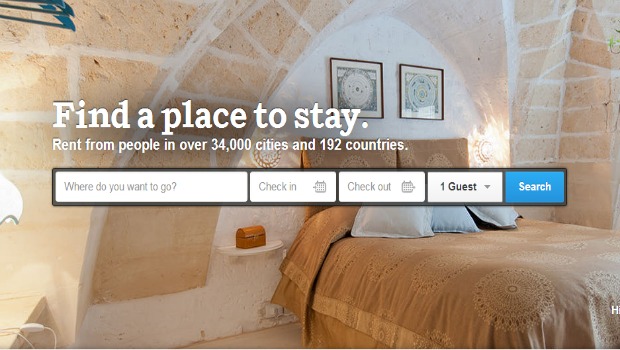 Find a place to stay.
Rent from people in over 34,000 cities and 192 countries.
Where do you want to go? Check in Check out 1 Guest Search
Hi